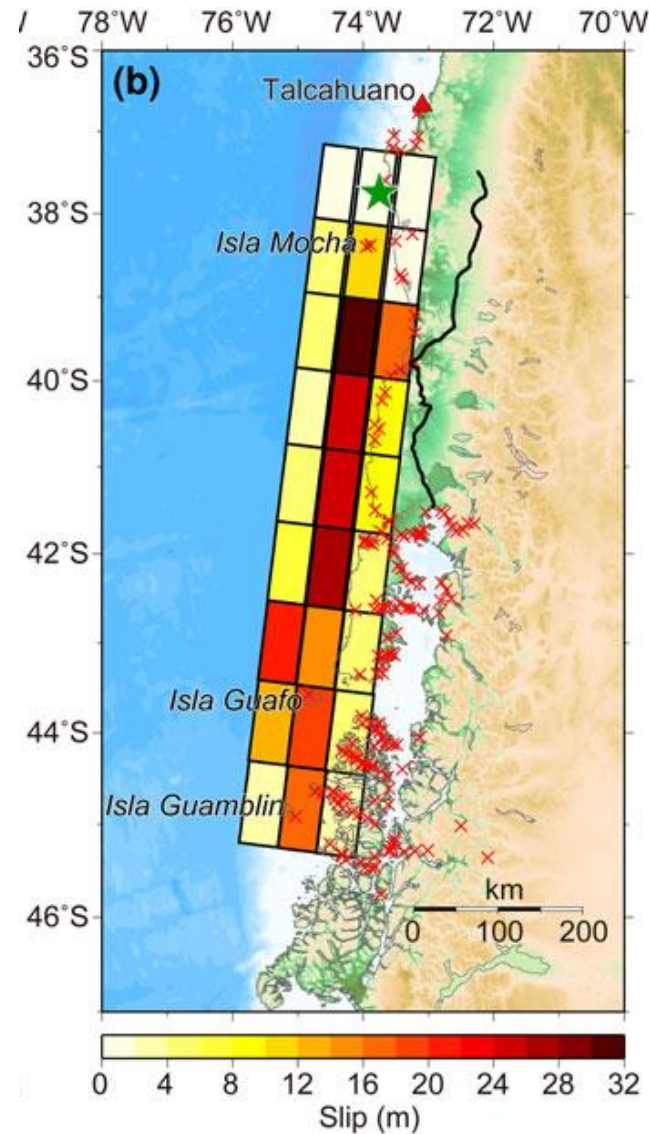 78°W 76°W 74°W 72°W 70°W
36°S
(b)
Talcahuano
38°S
Isla Mocha
40°S
42°S
Isla Guafo
44°S
Isla Guamblin
46°S
km
0 100 200
0 4 8 12 16 20 24 28 32
Slip (m)